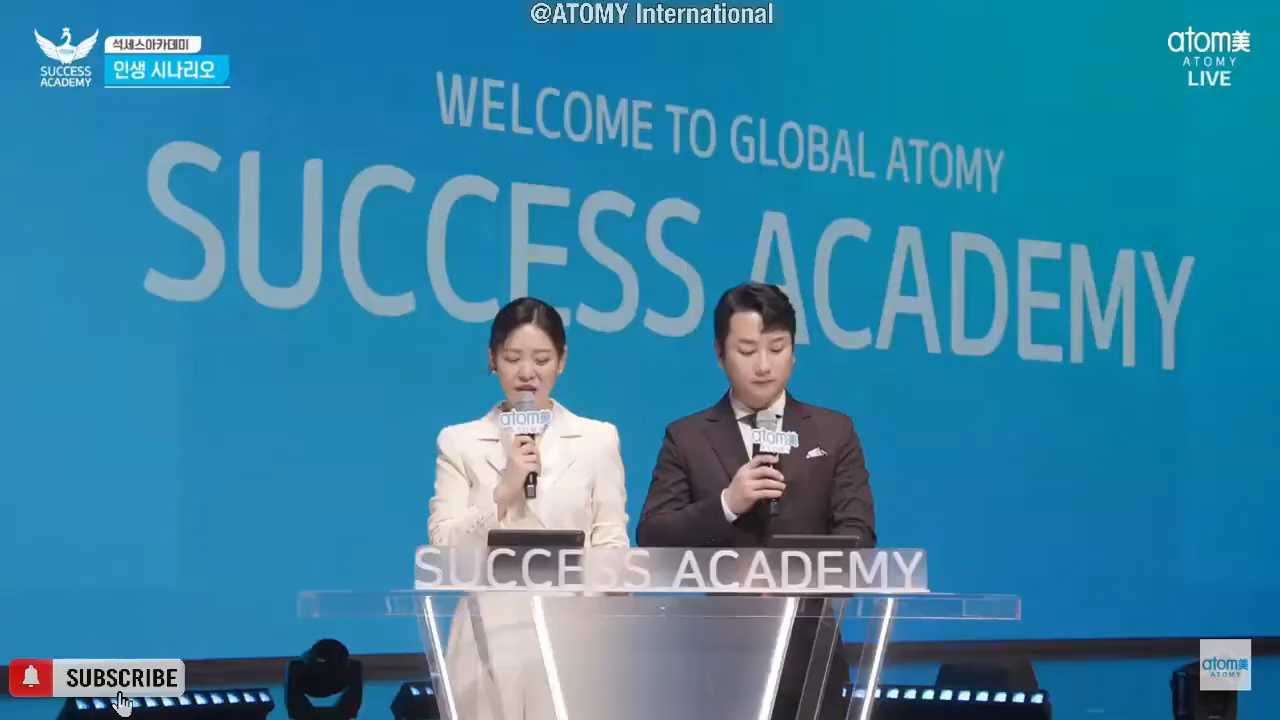 @ATOMY International
SUCCESS
ACADEMY
석세스아카데미
인생 시나리오
atom美
ATOMY
LIVE
WELCOME TO GLOBAL ATOMY
SUCCESS ACADEMY
atom美
atom美
SUCCESS ACADEMY
SUBSCRIBE
atom美
ATOMY